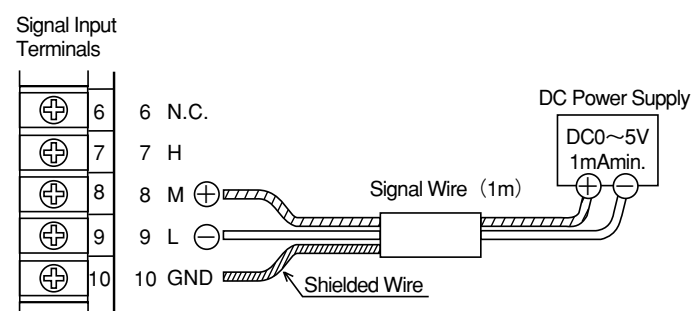 Signal Input
Terminals
6 6 N.C.
7 7 H
8 8 M ⊕
9 9 L ⊖
10 10 GND
Signal Wire (1m)
Shielded Wire
DC Power Supply
DC0～5V
1mAmin.
⊕ ⊖